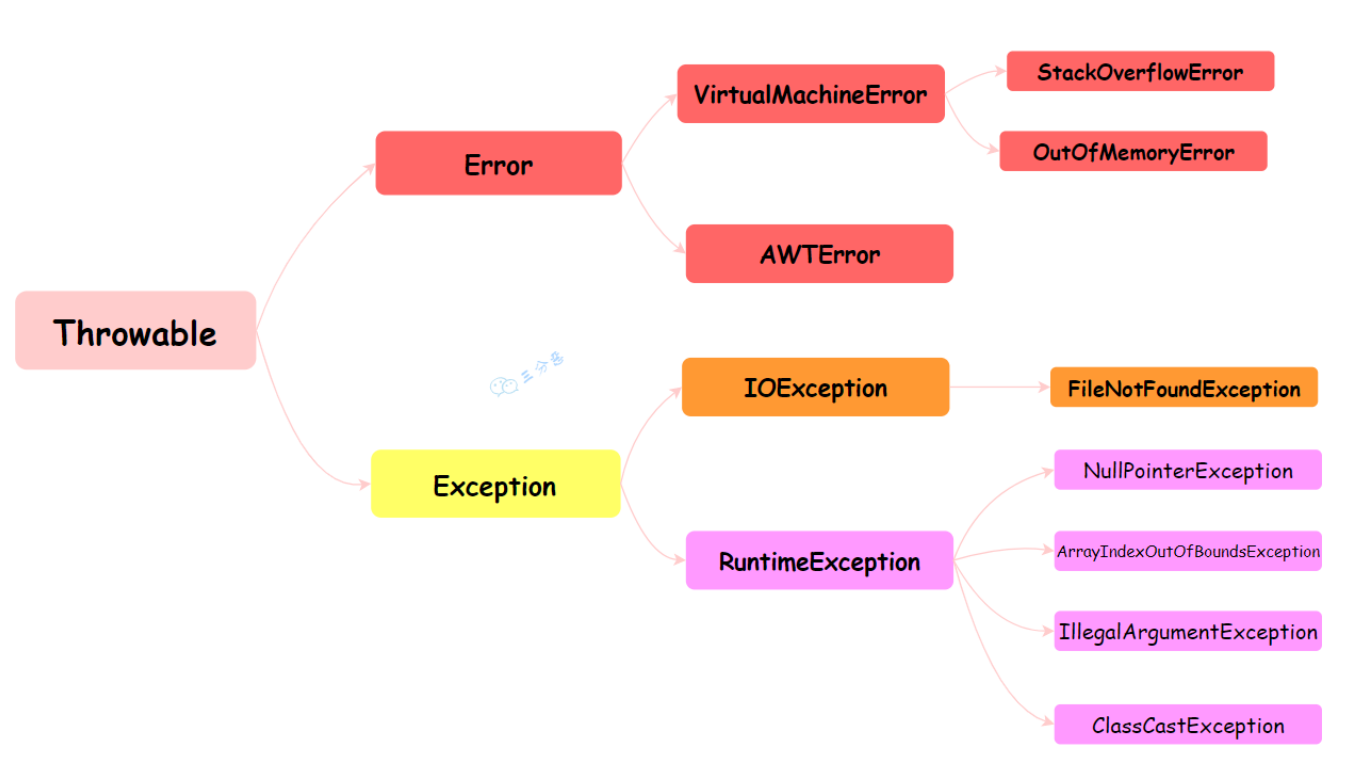 Throwable
Error
VirtualMachineError
StackOverflowError
OutOfMemoryError
AWTError
三分恶
Exception
IOException
FileNotFoundException
RuntimeException
NullPointerException
ArrayIndexOutOfBoundsException
IllegalArgumentException
ClassCastException